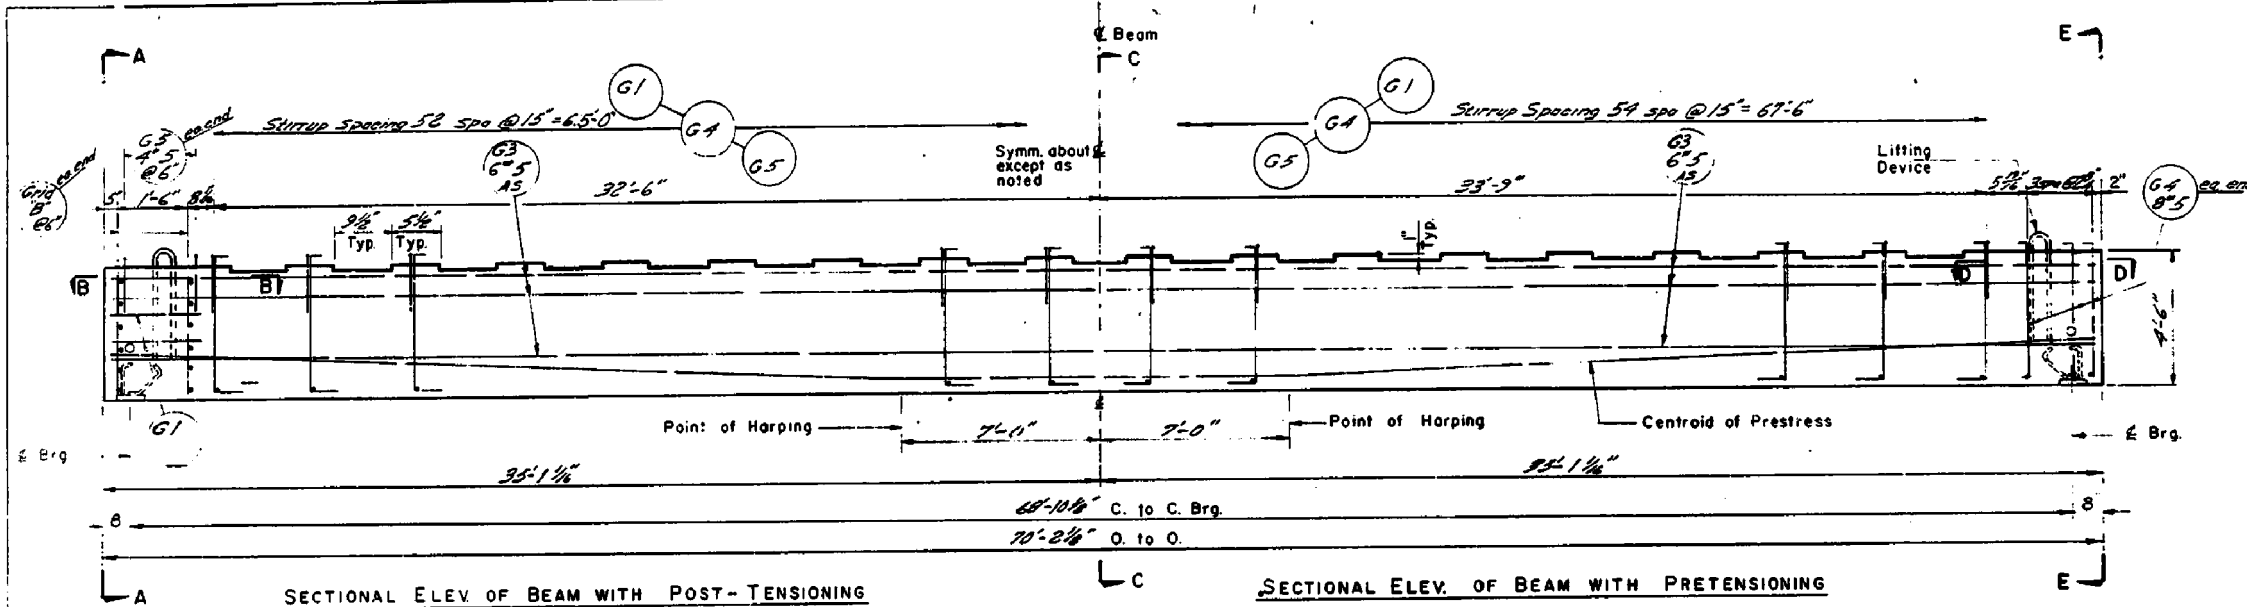 ℄ Beam
A
C
E
G1
G4
G5
Stirrup Spacing 52 spa @ 15" = 65'-0"
G1
G4
G5
Stirrup Spacing 54 spa @ 15" = 67'-6"
G3
4#5
@6"
ea end
Grid
8"
@6"
ea end
G3
6#5
AS
Symm. about ℄
except as
noted
G3
6#5
AS
Lifting
Device
G4
8#5
ea. end
5"
1'-6"
32'-6"
33'-9"
2"
9½"
Typ.
5½"
Typ.
1"
Typ.
B
B
D
D
4'-6"
G1
Point of Harping
7'-0"
Point of Harping
Centroid of Prestress
℄ Brg
℄ Brg.
35'-1 1/16"
35'-1 1/16"
8
68'-10⅛" C. to C. Brg.
8
70'-2⅛" O. to O.
A
C
E
SECTIONAL ELEV. OF BEAM WITH POST-TENSIONING
SECTIONAL ELEV. OF BEAM WITH PRETENSIONING